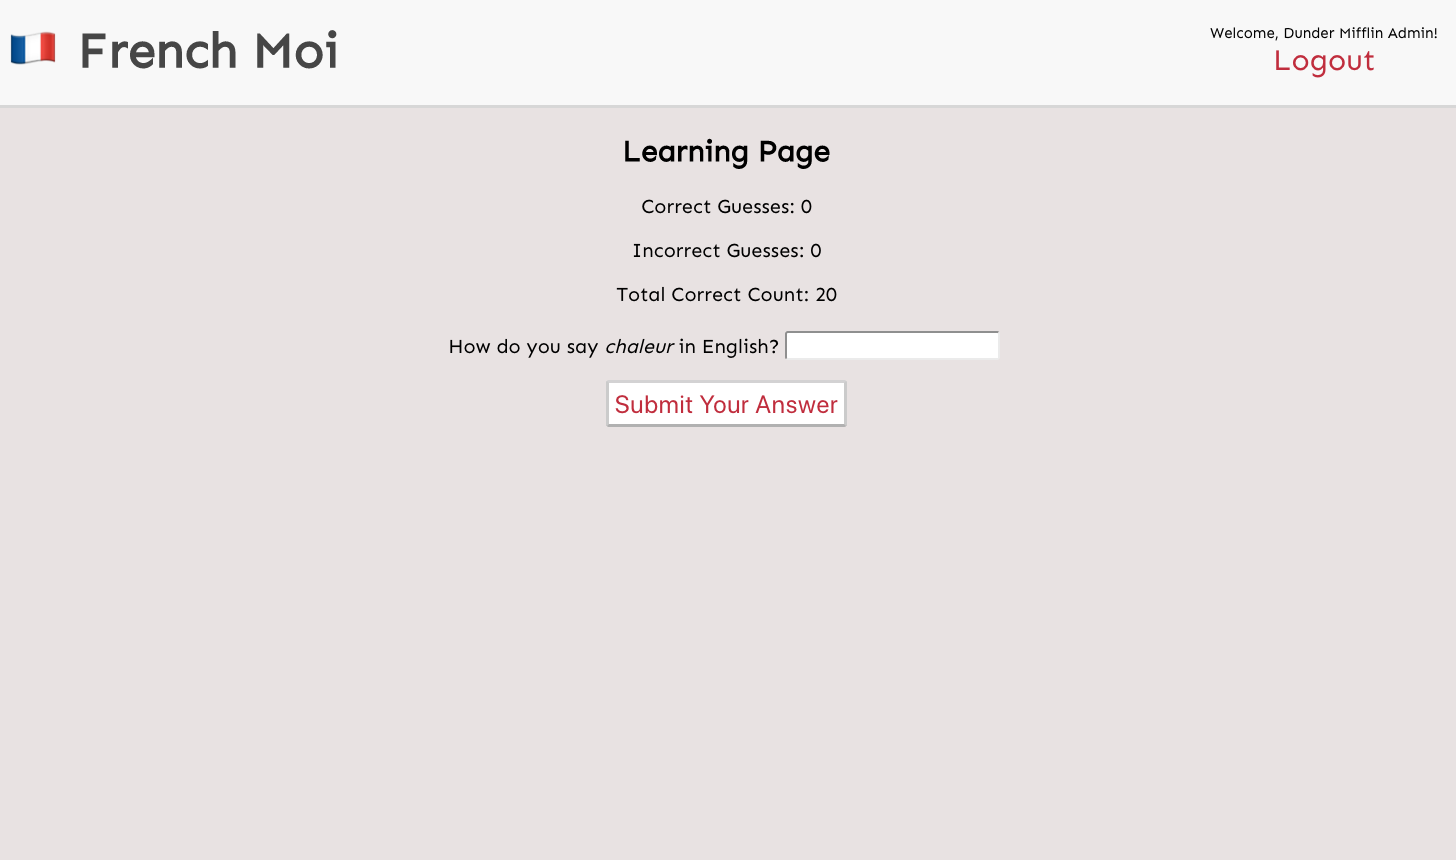 French Moi
Welcome, Dunder Mifflin Admin!
Logout
Learning Page
Correct Guesses: 0
Incorrect Guesses: 0
Total Correct Count: 20
How do you say chaleur in English?
Submit Your Answer